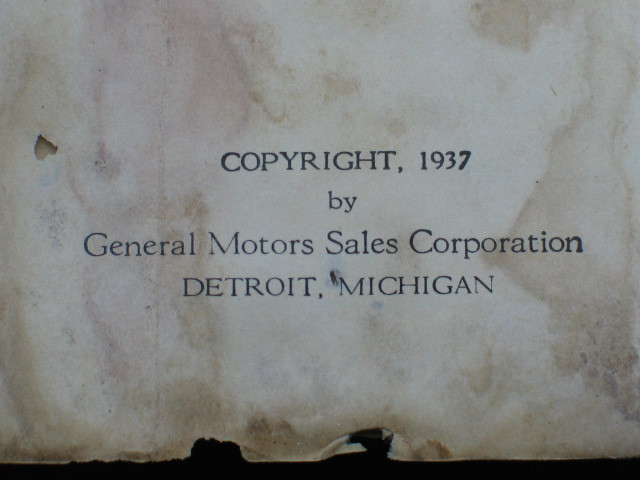 COPYRIGHT, 1937
by
General Motors Sales Corporation
DETROIT, MICHIGAN